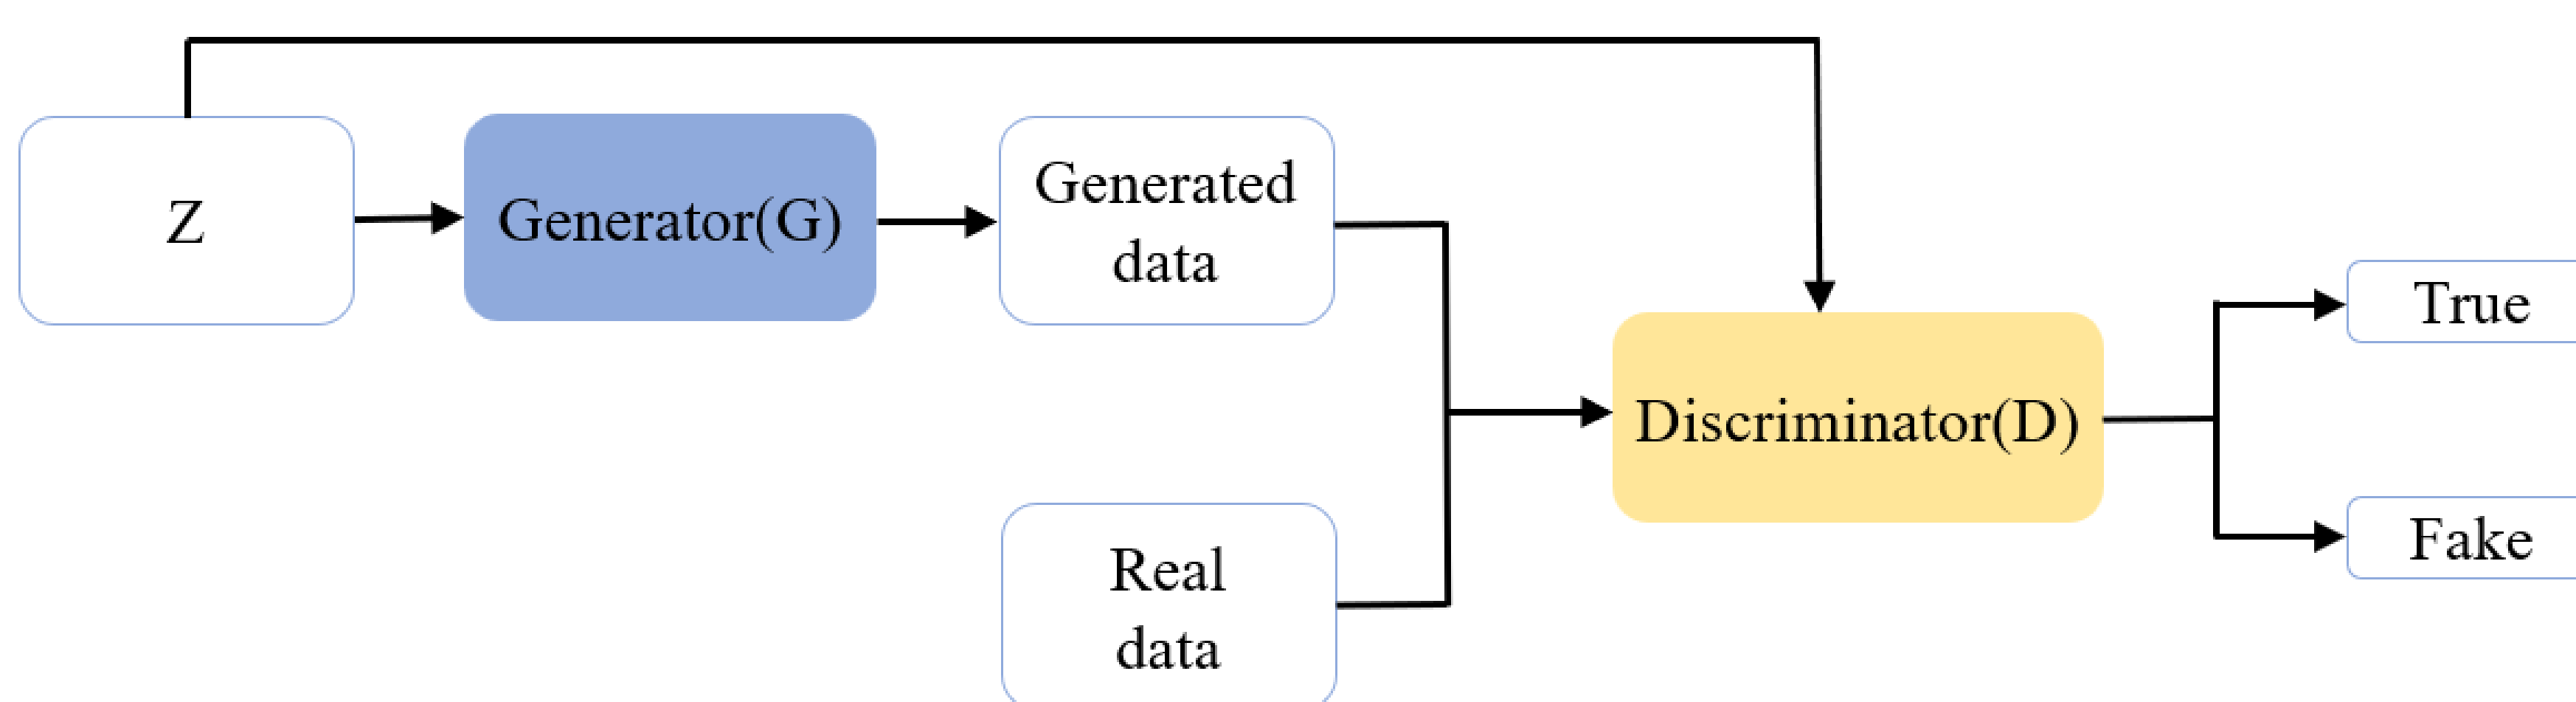 Z
Generator(G)
Generated
data
Real
data
Discriminator(D)
True
Fake